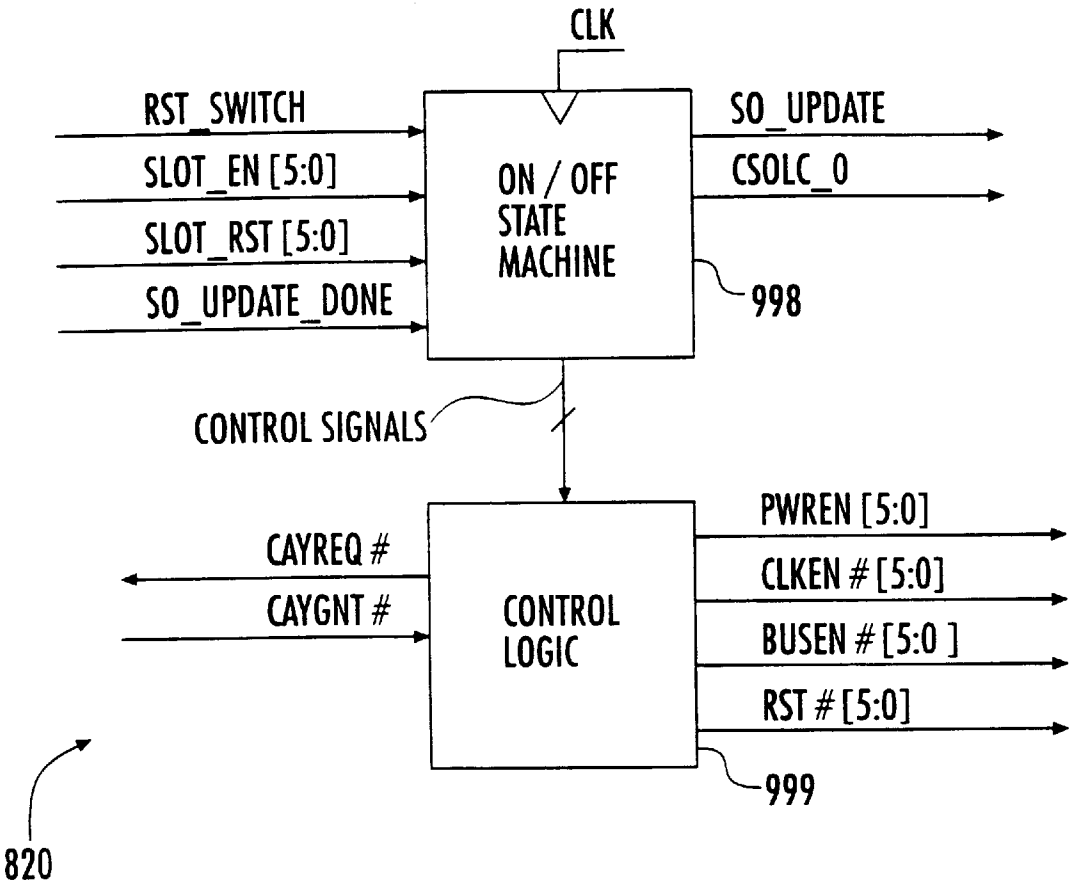 CLK
RST_SWITCH
SLOT_EN [5:0]
SLOT_RST [5:0]
SO_UPDATE_DONE
ON / OFF
STATE
MACHINE
SO_UPDATE
CSOLC_0
998
CONTROL SIGNALS
CAYREQ #
CAYGNT #
CONTROL
LOGIC
PWREN [5:0]
CLKEN # [5:0]
BUSEN # [5:0 ]
RST # [5:0]
999
820